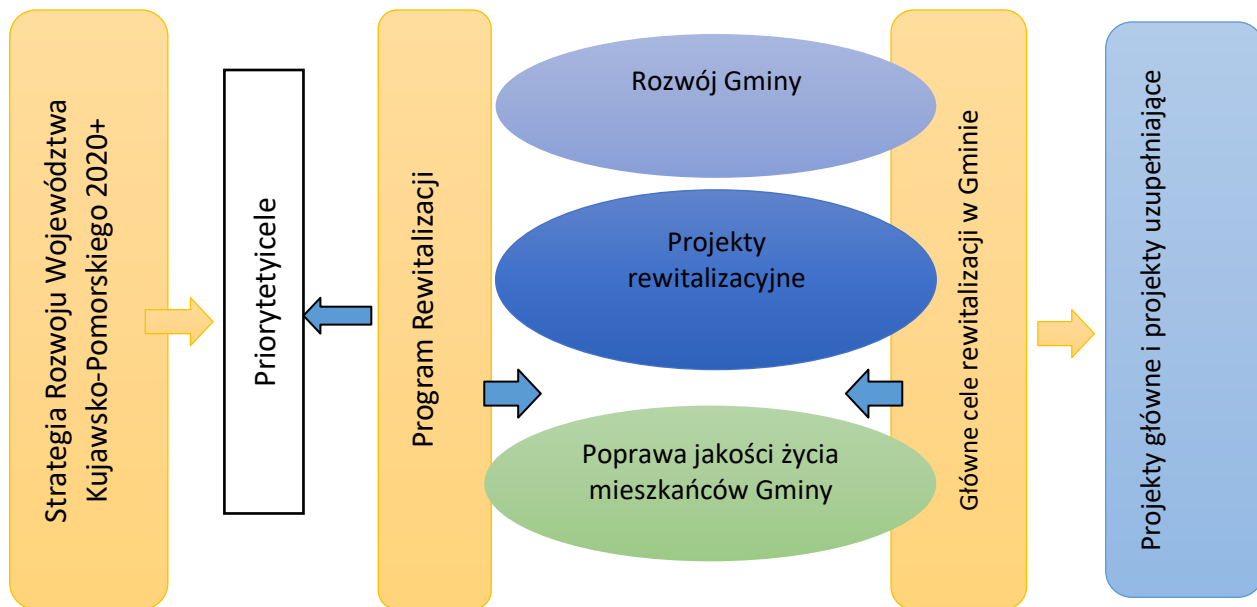 Strategia Rozwoju Województwa
Kujawsko-Pomorskiego 2020+
Priorytetyicele
Program Rewitalizacji
Rozwój Gminy
Projekty
rewitalizacyjne
Poprawa jakości życia
mieszkańców Gminy
Główne cele rewitalizacji w Gminie
Projekty główne i projekty uzupełniające